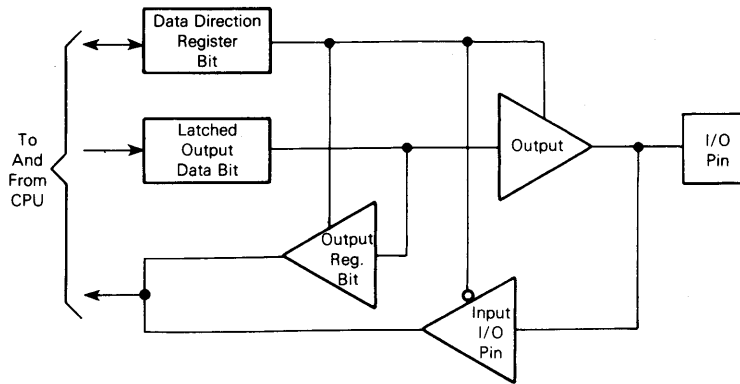 Data Direction
Register
Bit
To
And
From
CPU
Latched
Output
Data Bit
Output
I/O
Pin
Output
Reg.
Bit
Input
I/O
Pin